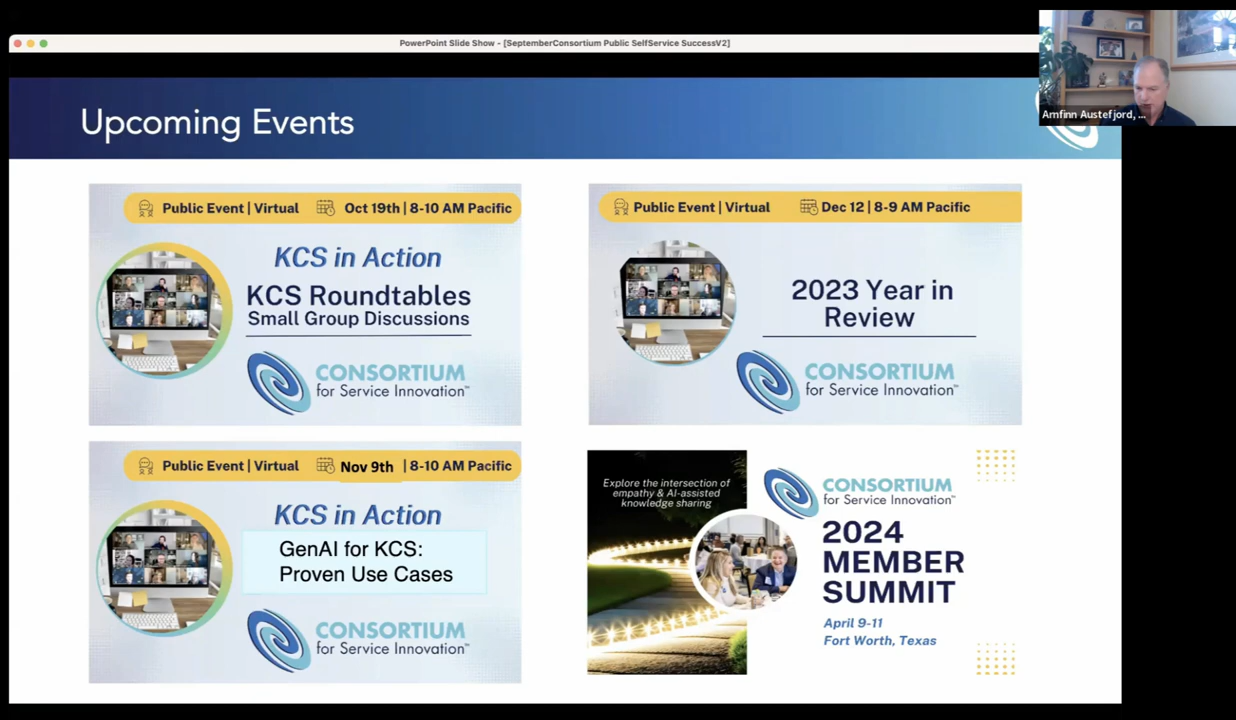 PowerPoint Slide Show - [SeptemberConsortium Public SelfService SuccessV2]
Arnfinn Austefjord, ...
Upcoming Events
Public Event | Virtual Oct 19th | 8-10 AM Pacific
KCS in Action
KCS Roundtables
Small Group Discussions
CONSORTIUM
for Service Innovation™
Public Event | Virtual Dec 12 | 8-9 AM Pacific
2023 Year in
Review
CONSORTIUM
for Service Innovation™
Public Event | Virtual Nov 9th | 8-10 AM Pacific
KCS in Action
GenAI for KCS:
Proven Use Cases
CONSORTIUM
for Service Innovation™
Explore the intersection of
empathy & AI-assisted
knowledge sharing
CONSORTIUM
for Service Innovation™
2024
MEMBER
SUMMIT
April 9-11
Fort Worth, Texas